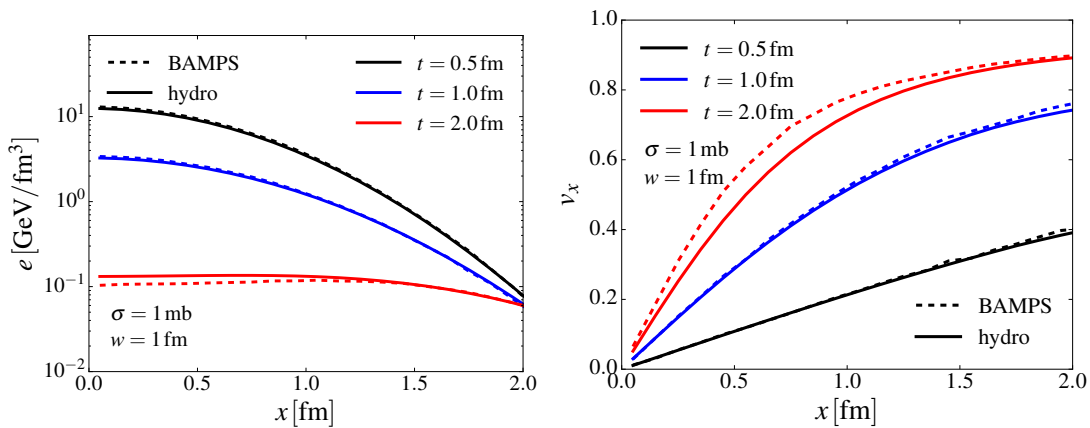 BAMPS
hydro
t = 0.5 fm
t = 1.0 fm
t = 2.0 fm
σ = 1 mb
w = 1 fm
10¹
10⁰
10⁻¹
10⁻²
e [GeV/fm³]
0.0 0.5 1.0 1.5 2.0
x [fm]
1.0
0.8
0.6
0.4
0.2
0.0
v_x
t = 0.5 fm
t = 1.0 fm
t = 2.0 fm
σ = 1 mb
w = 1 fm
BAMPS
hydro
0.5 1.0 1.5 2.0
x [fm]